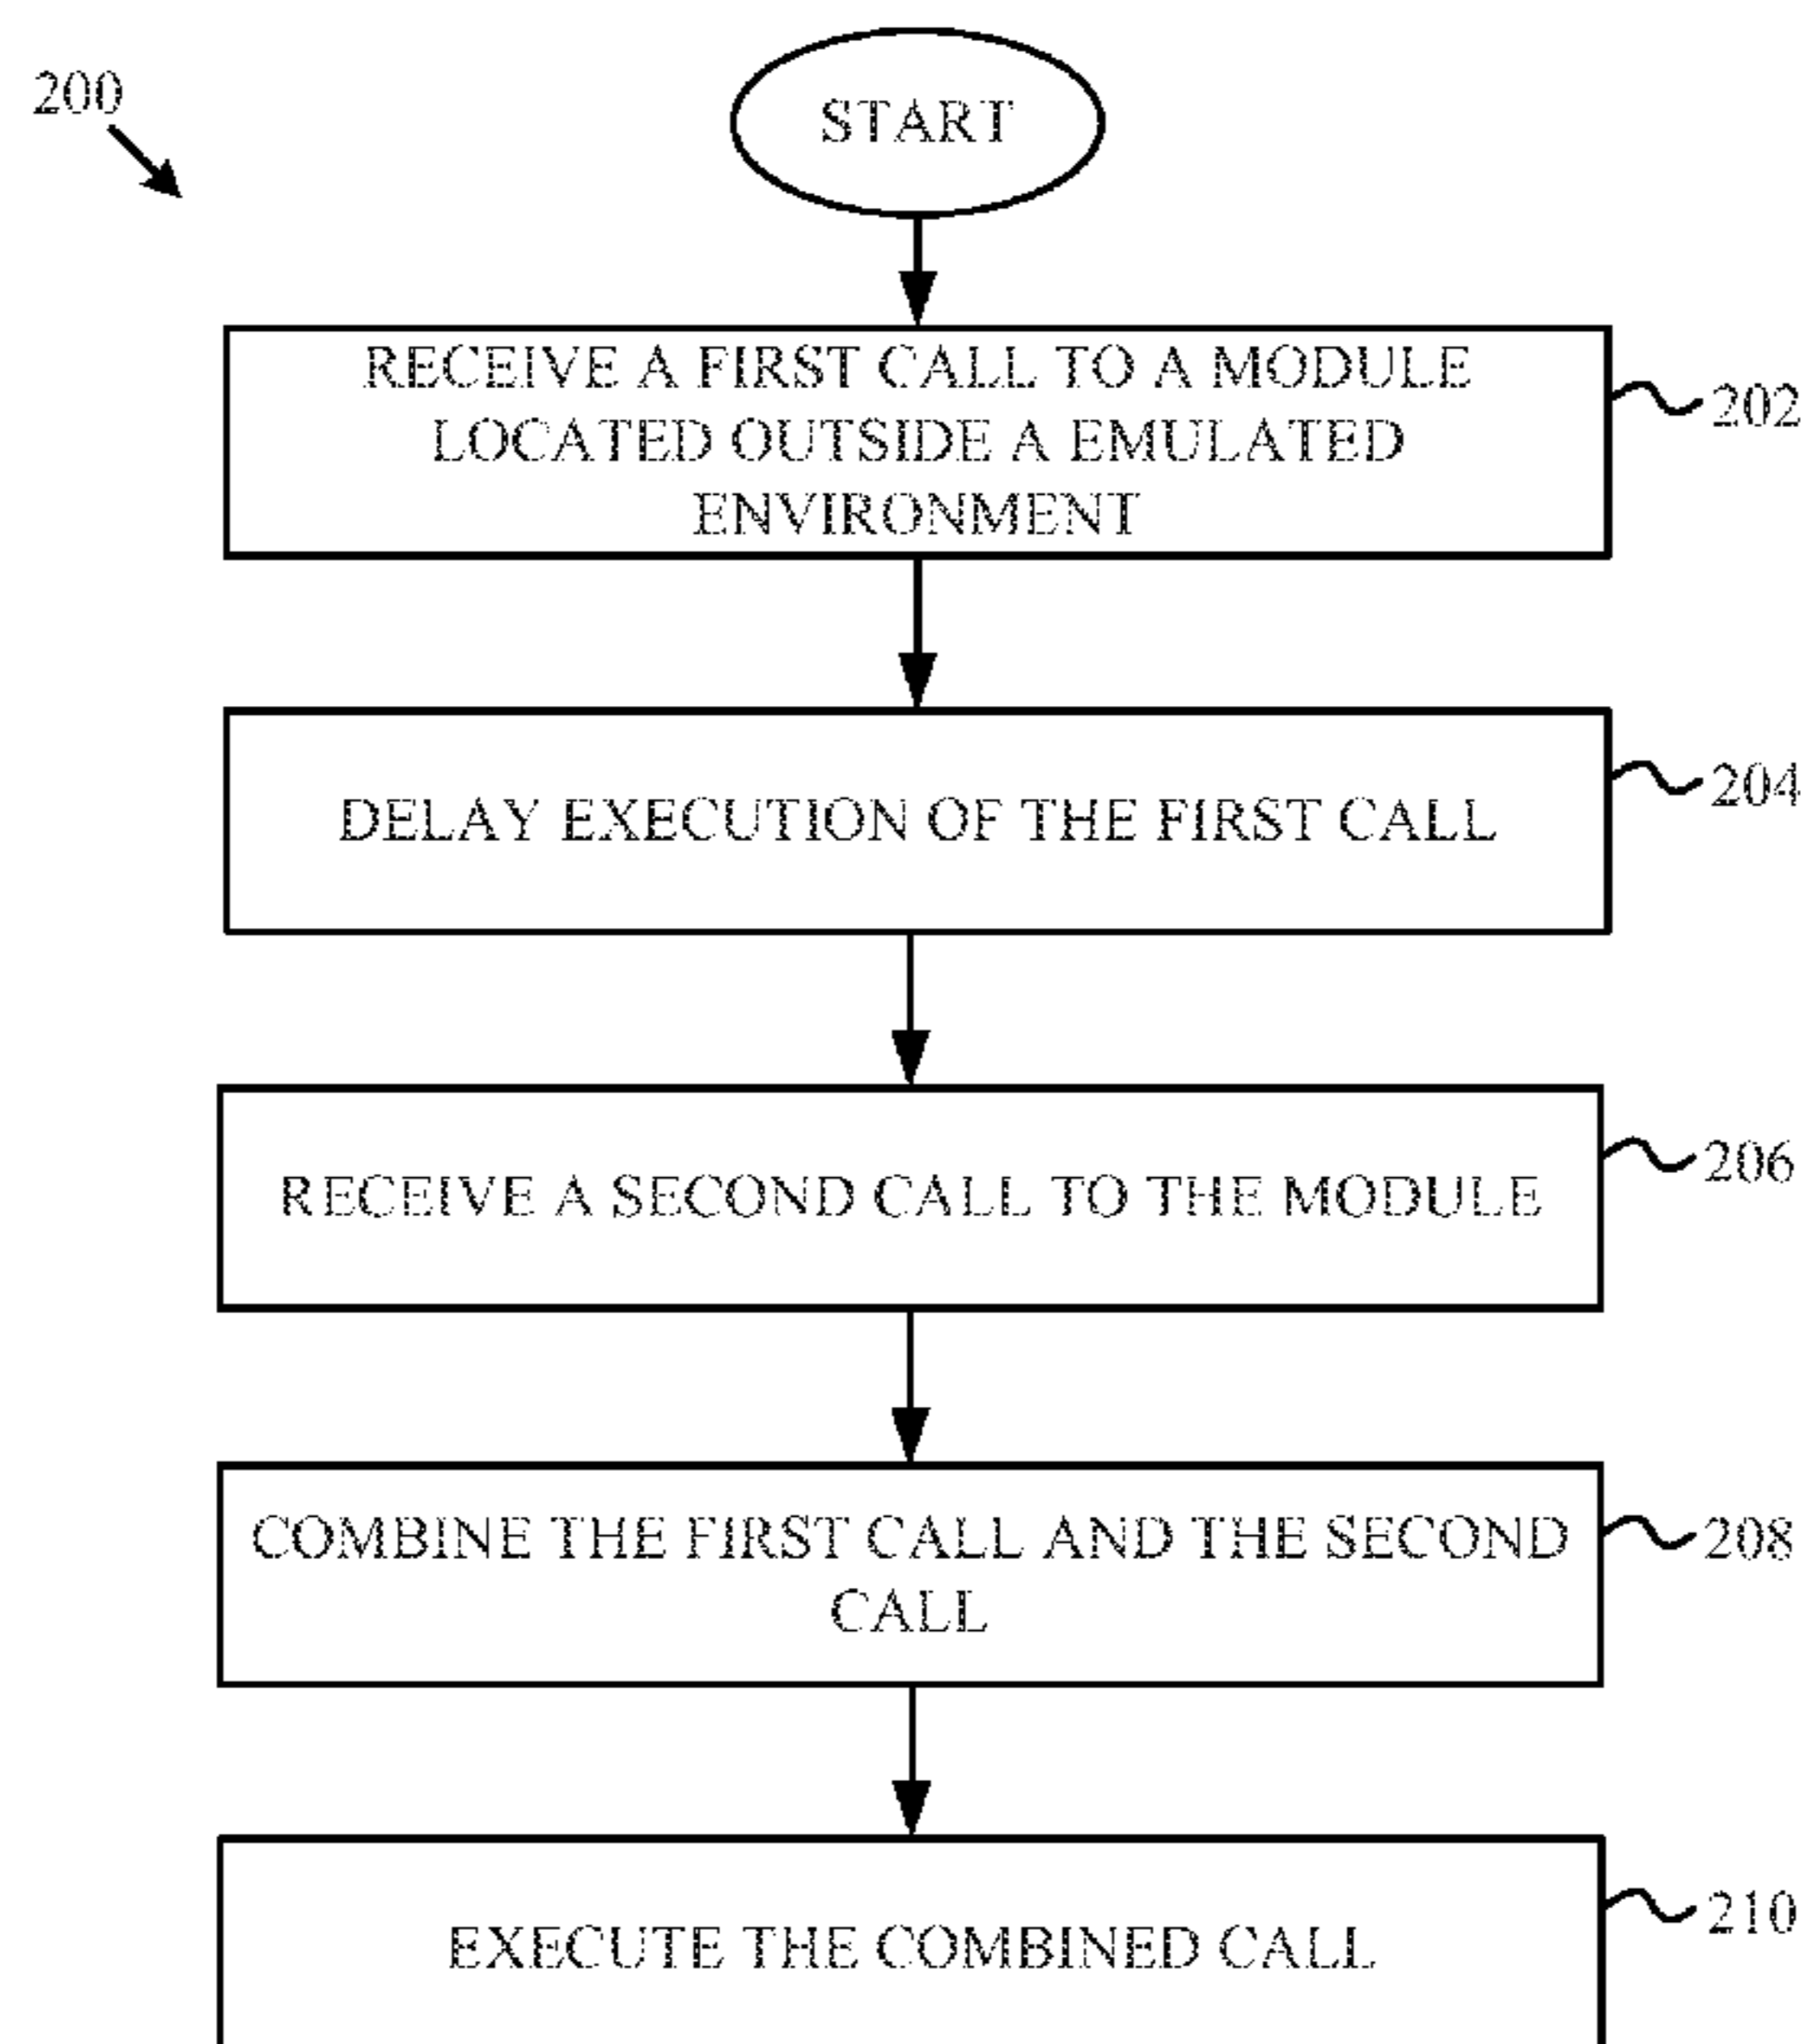 200
START
RECEIVE A FIRST CALL TO A MODULE
LOCATED OUTSIDE A EMULATED
ENVIRONMENT
202
DELAY EXECUTION OF THE FIRST CALL
204
RECEIVE A SECOND CALL TO THE MODULE
206
COMBINE THE FIRST CALL AND THE SECOND
CALL
208
EXECUTE THE COMBINED CALL
210